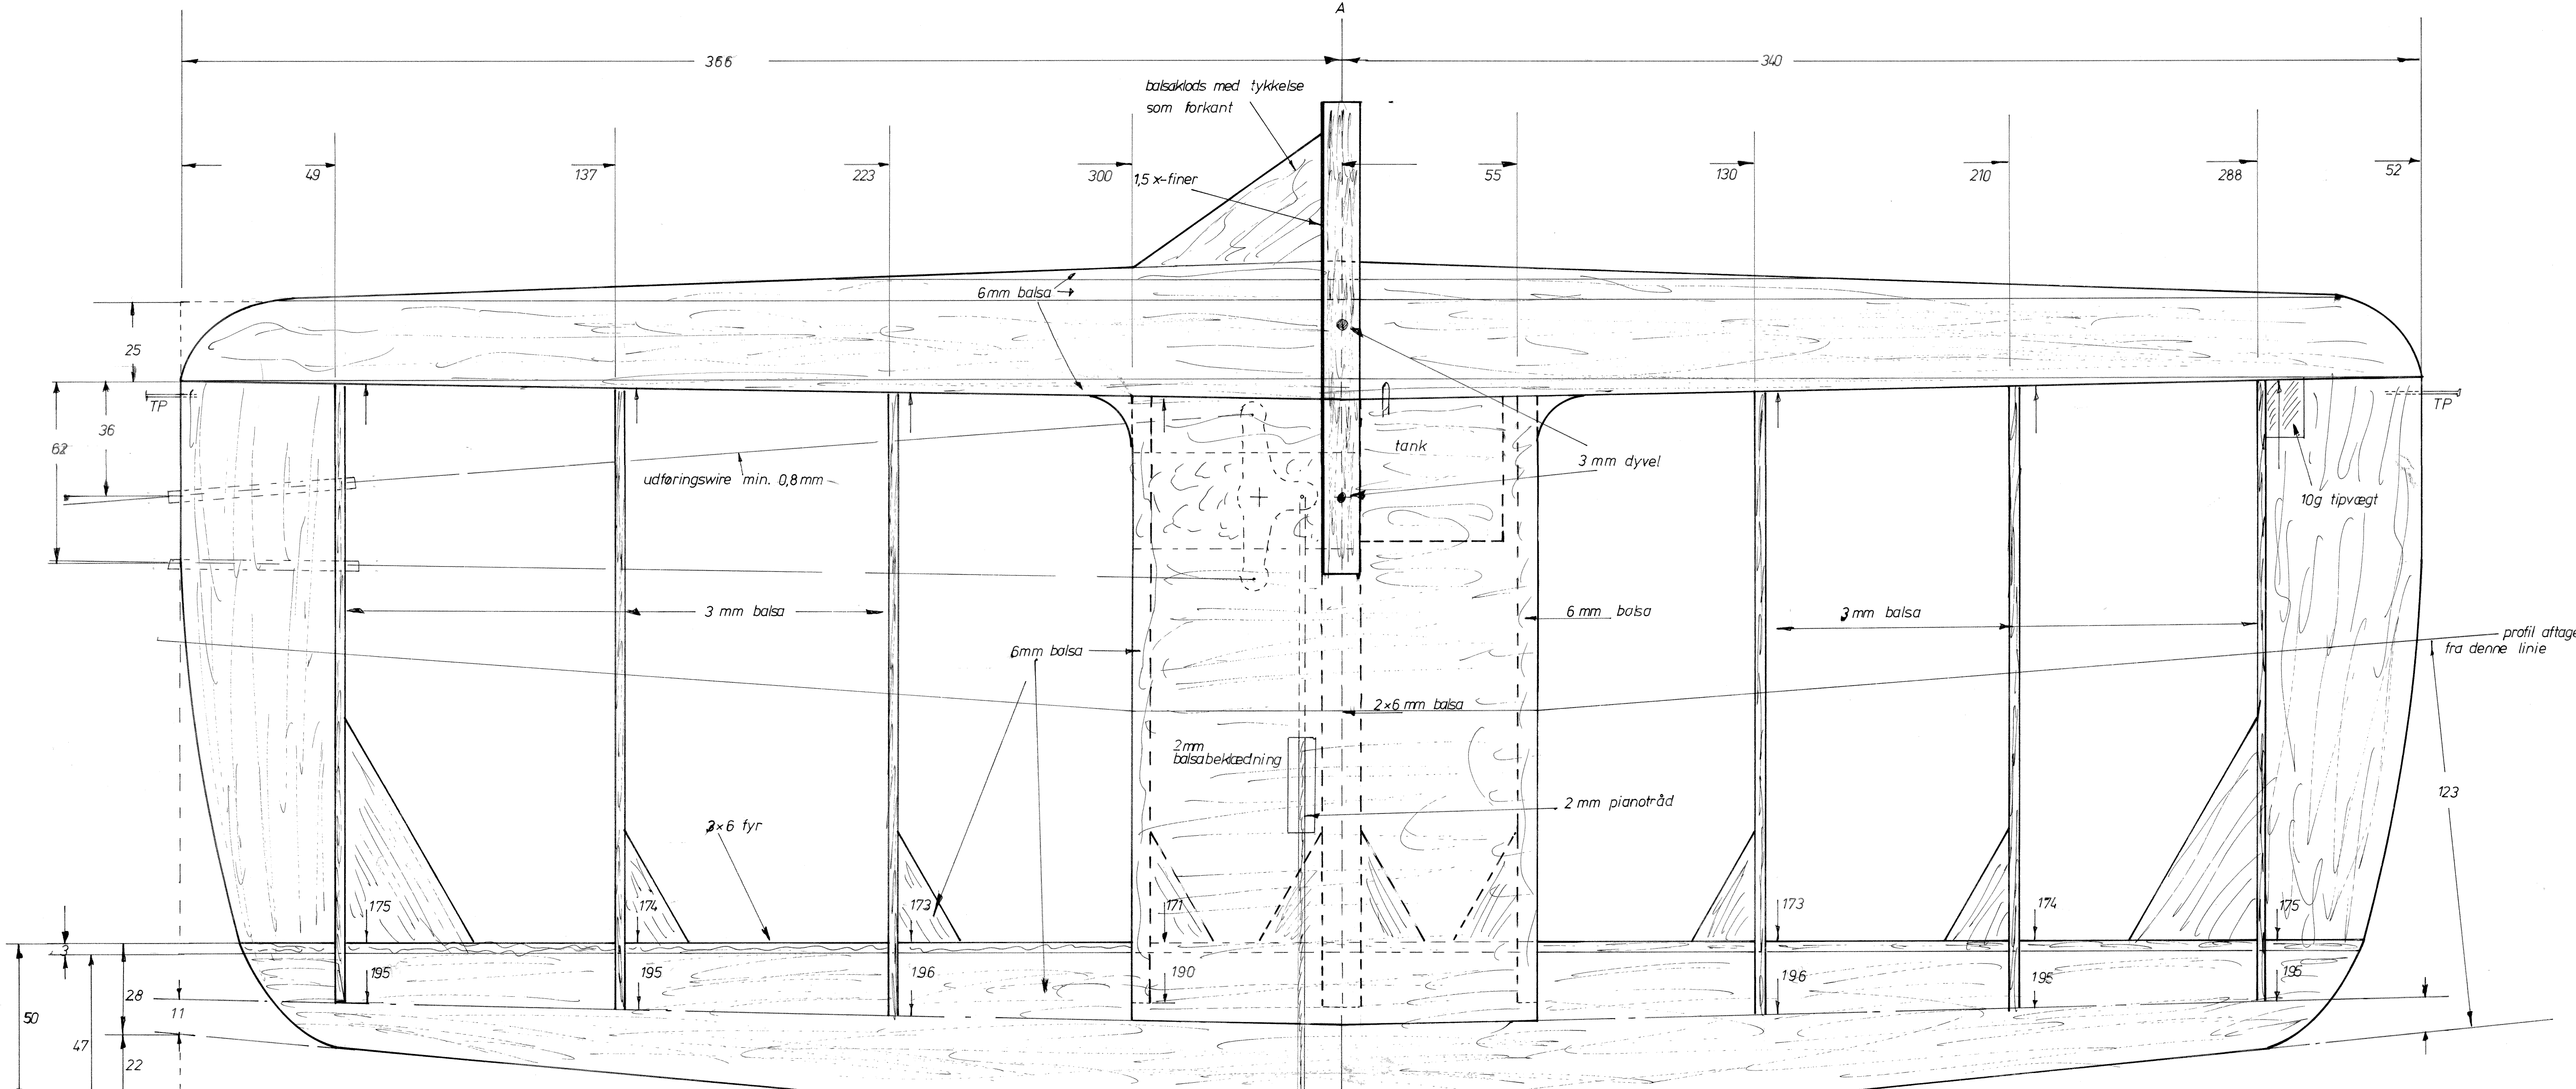 A
366
340
balsaklods med tykkelse
som forkant
49
137
223
300
1,5 x-finer
55
130
210
288
52
6mm balsa
25
TP
TP
36
62
udføringswire min. 0,8mm
tank
3 mm dyvel
10g tipvægt
3 mm balsa
6 mm balsa
3 mm balsa
profil aftage
fra denne linie
6mm balsa
2×6 mm balsa
2mm
balsabeklædning
2 mm pianotråd
123
3×6 fyr
175
174
173
171
173
174
175
3
195
195
196
190
196
195
195
28
11
50
47
22